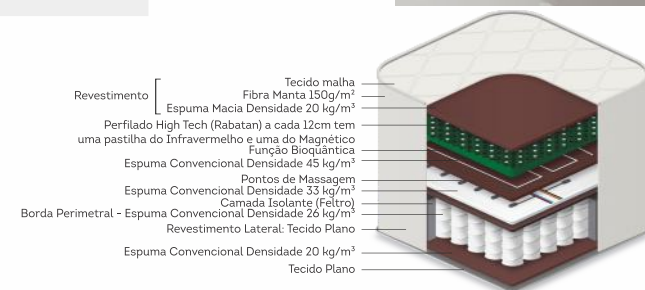 Tecido malha
Revestimento
Fibra Manta 150g/m²
Espuma Macia Densidade 20 kg/m³
Perfilado High Tech (Rabatan) a cada 12cm tem
uma pastilha do Infravermelho e uma do Magnético
Função Bioquântica
Espuma Convencional Densidade 45 kg/m³
Pontos de Massagem
Espuma Convencional Densidade 33 kg/m³
Camada Isolante (Feltro)
Borda Perimetral - Espuma Convencional Densidade 26 kg/m³
Revestimento Lateral: Tecido Plano
Espuma Convencional Densidade 20 kg/m³
Tecido Plano